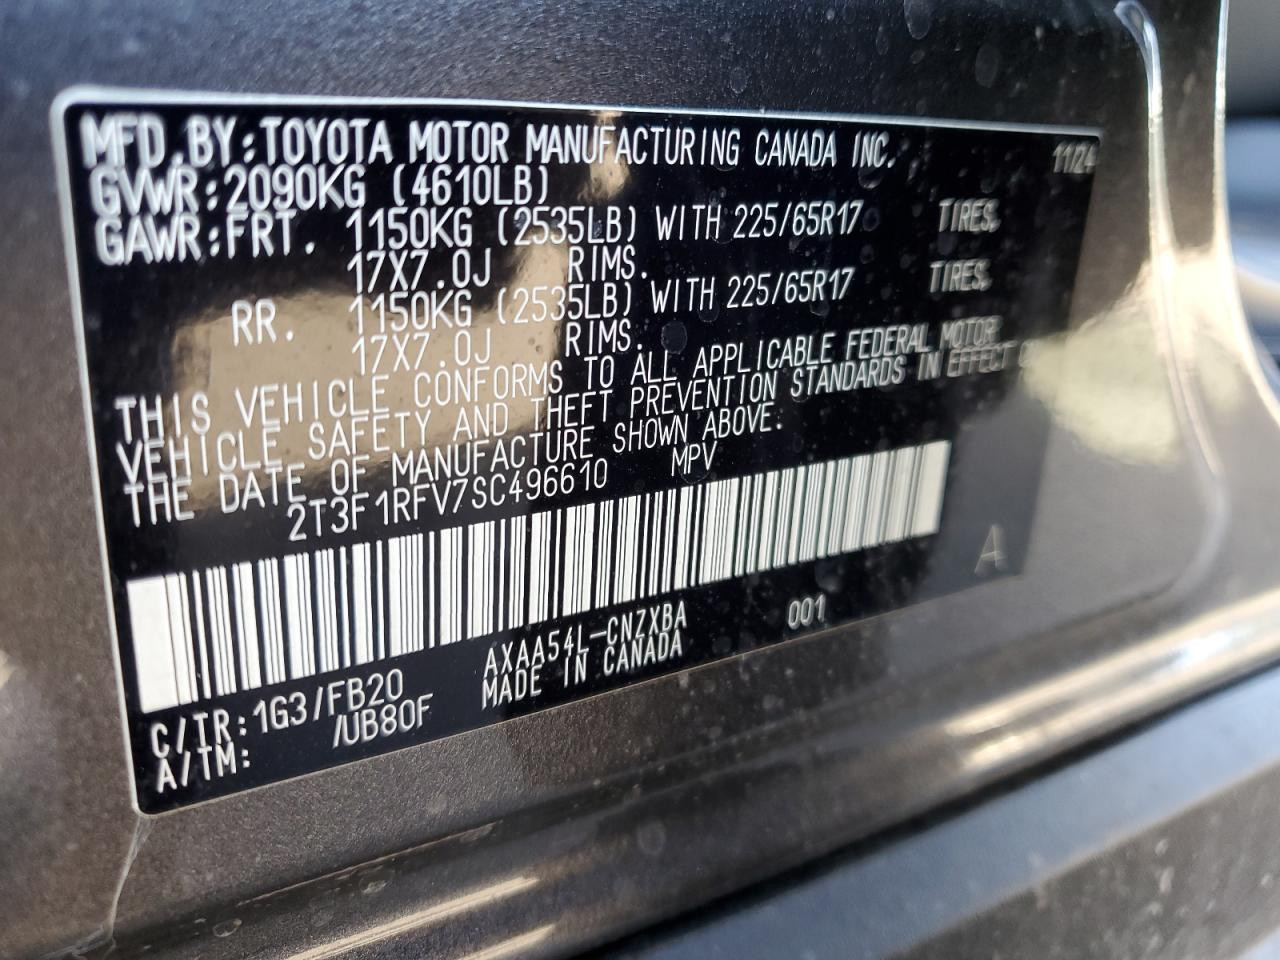 MFD.BY:TOYOTA MOTOR MANUFACTURING CANADA INC. 11/24
GVWR:2090KG (4610LB)
GAWR:FRT. 1150KG (2535LB) WITH 225/65R17 TIRES.
17X7.0J RIMS.
RR. 1150KG (2535LB) WITH 225/65R17 TIRES.
17X7.0J RIMS.
THIS VEHICLE CONFORMS TO ALL APPLICABLE FEDERAL MOTOR
VEHICLE SAFETY AND THEFT PREVENTION STANDARDS IN EFFECT
THE DATE OF MANUFACTURE SHOWN ABOVE:
2T3F1RFV7SC496610 MPV
A
AXAA54L-CNZXBA 001
MADE IN CANADA
C/TR:1G3/FB20
A/TM: /UB80F